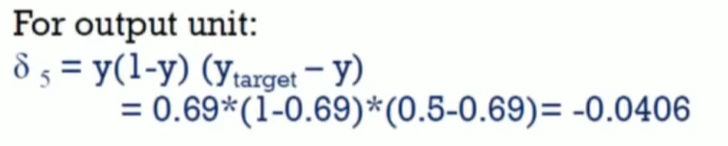 For output unit:
δ 5 = y(1-y) (ytarget – y)
= 0.69*(1-0.69)*(0.5-0.69)= -0.0406